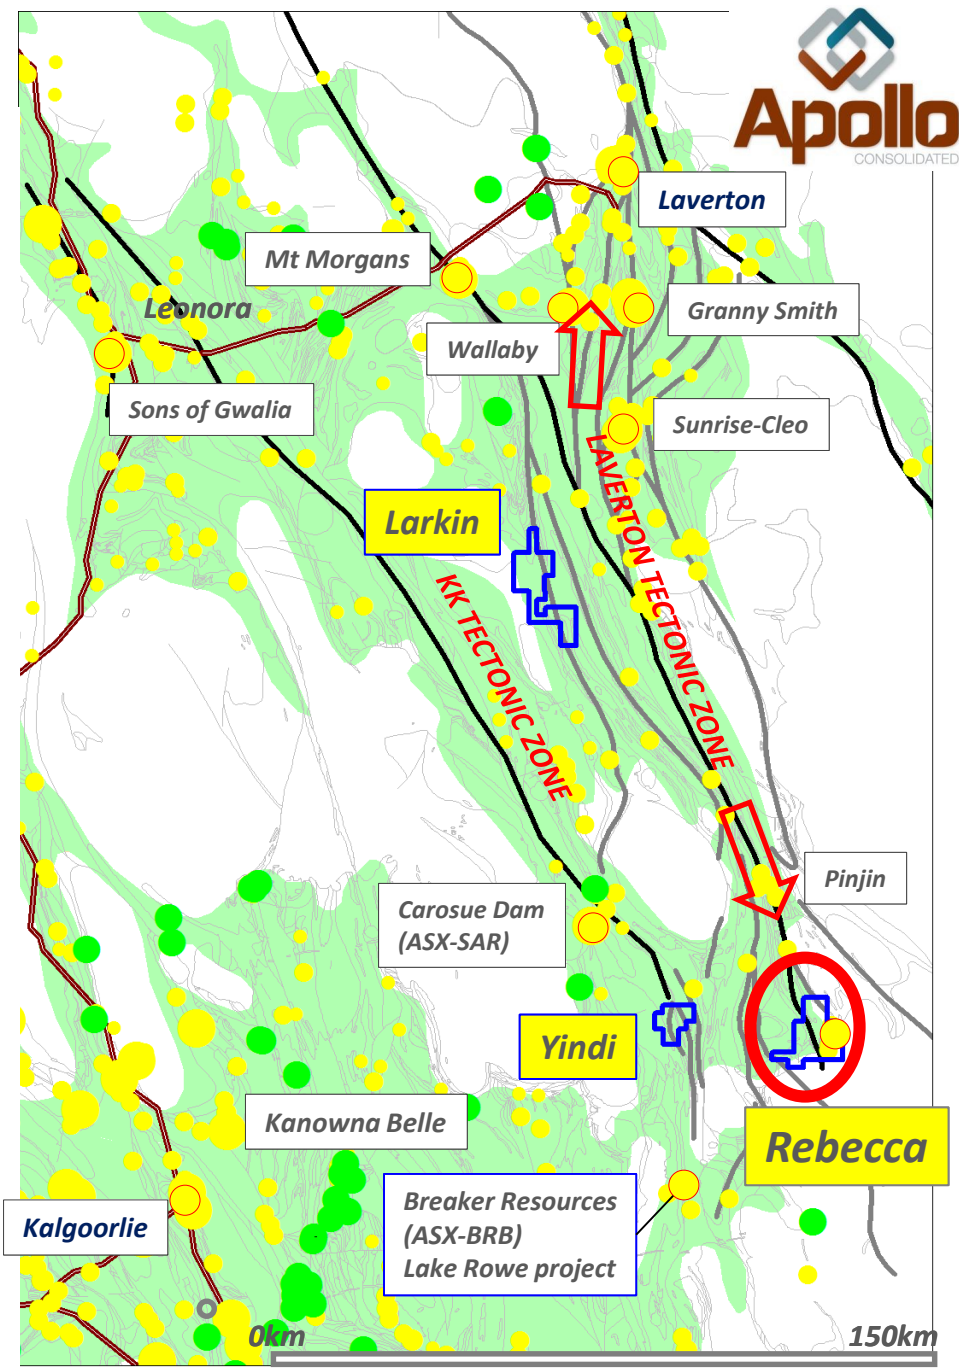 Apollo
CONSOLIDATED
Laverton
Mt Morgans
Leonora
Granny Smith
Wallaby
Sons of Gwalia
Sunrise-Cleo
Larkin
LAVERTON TECTONIC ZONE
KK TECTONIC ZONE
Pinjin
Carosue Dam
(ASX-SAR)
Yindi
Kanowna Belle
Rebecca
Breaker Resources
(ASX-BRB)
Lake Rowe project
Kalgoorlie
0km
150km